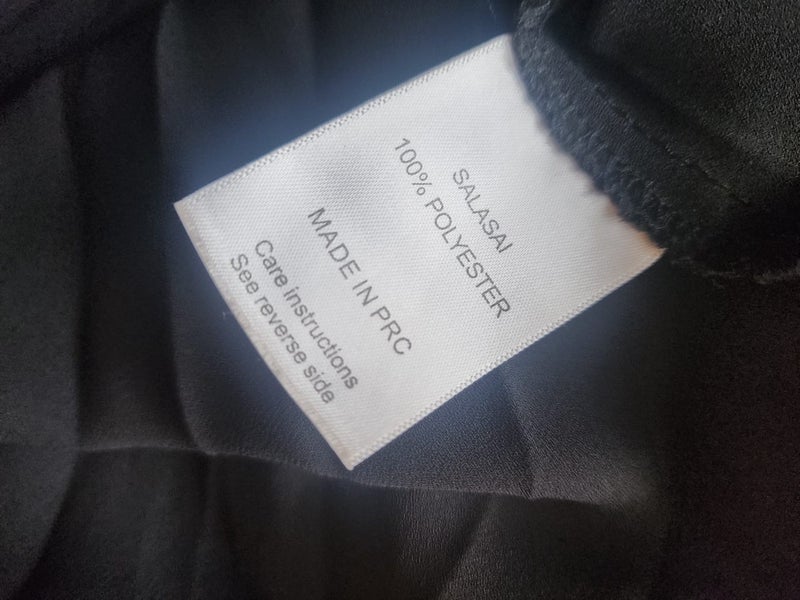 SALASAI
100% POLYESTER
MADE IN PRC
Care instructions
See reverse side